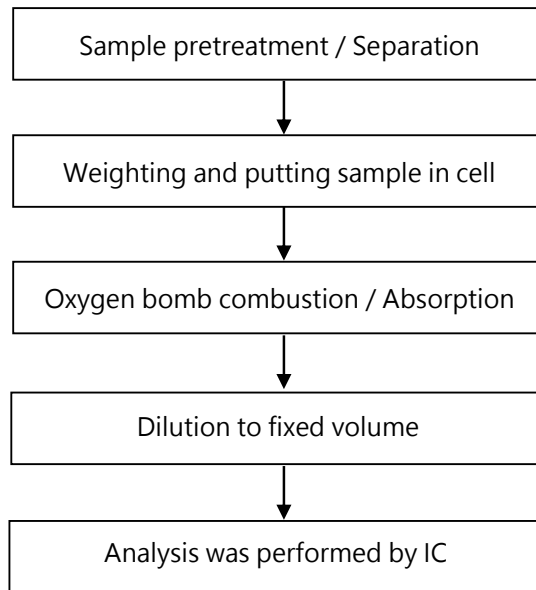 Sample pretreatment / Separation
Weighting and putting sample in cell
Oxygen bomb combustion / Absorption
Dilution to fixed volume
Analysis was performed by IC